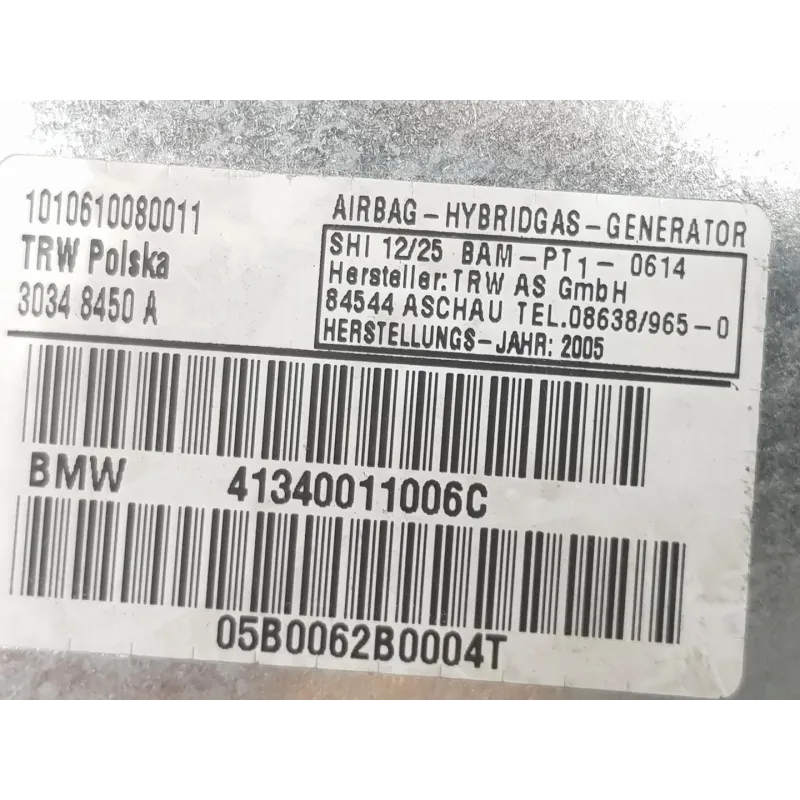 1010610080011
TRW Polska
3034 8450 A
AIRBAG-HYBRIDGAS-GENERATOR
SHI 12/25 BAM-PT1-0614
Hersteller:TRW AS GmbH
84544 ASCHAU TEL.08638/965-0
HERSTELLUNGS-JAHR: 2005
BMW 41340011006C
05B0062B0004T